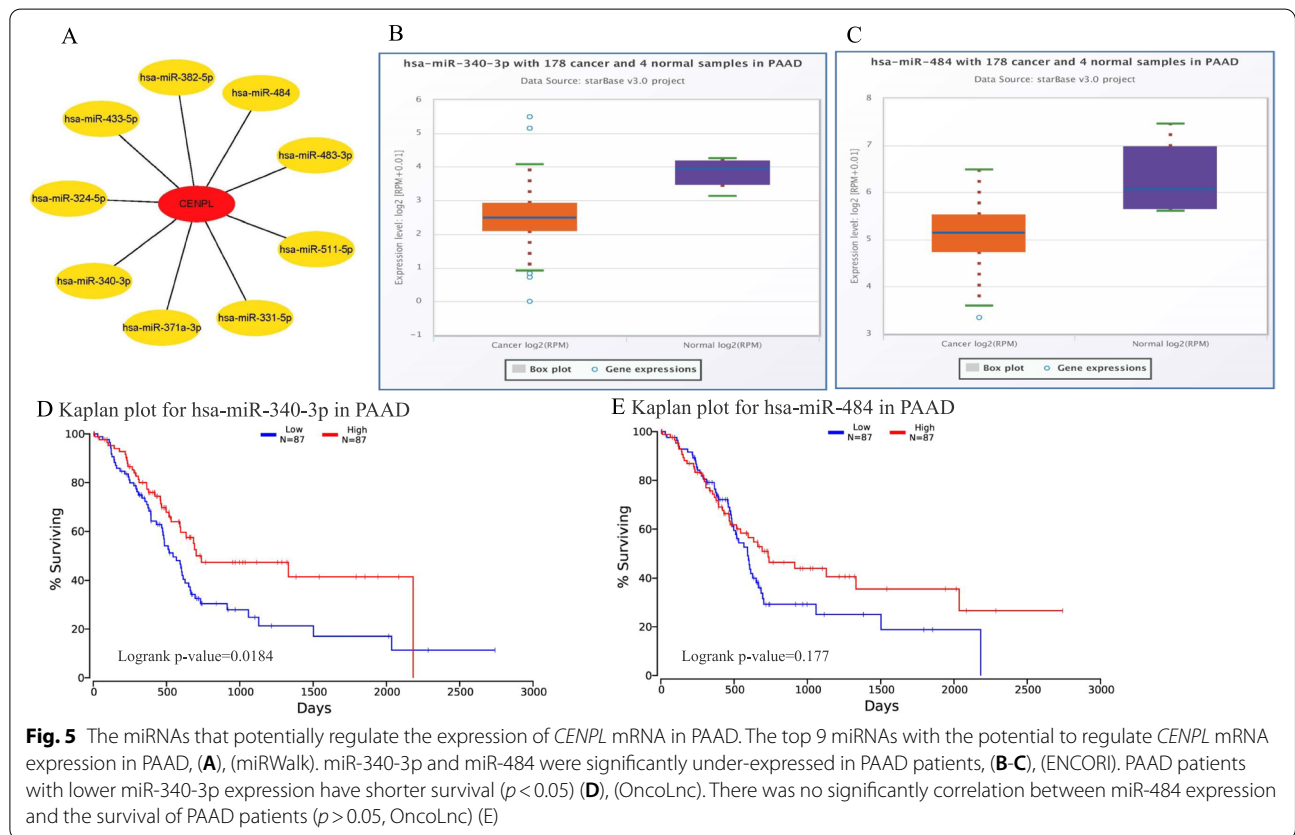 A
hsa-miR-382-5p
hsa-miR-484
hsa-miR-433-5p
hsa-miR-483-3p
hsa-miR-324-5p
CENPL
hsa-miR-511-5p
hsa-miR-340-3p
hsa-miR-331-5p
hsa-miR-371a-3p
B
hsa-miR-340-3p with 178 cancer and 4 normal samples in PAAD
Data Source: starBase v3.0 project
Expression level: log2 [RPM+0.01]
6
5
4
3
2
1
0
−1
Cancer log2(RPM)
Normal log2(RPM)
Box plot
Gene expressions
C
hsa-miR-484 with 178 cancer and 4 normal samples in PAAD
Data Source: starBase v3.0 project
Expression level: log2 [RPM+0.01]
8
7
6
5
4
3
Cancer log2(RPM)
Normal log2(RPM)
Box plot
Gene expressions
D Kaplan plot for hsa-miR-340-3p in PAAD
Low
N=87
High
N=87
% Surviving
100
80
60
40
20
0
Logrank p-value=0.0184
0 500 1000 1500 2000 2500 3000
Days
E Kaplan plot for hsa-miR-484 in PAAD
Low
N=87
High
N=87
% Surviving
100
80
60
40
20
0
Logrank p-value=0.177
0 500 1000 1500 2000 2500 3000
Days
Fig. 5 The miRNAs that potentially regulate the expression of CENPL mRNA in PAAD. The top 9 miRNAs with the potential to regulate CENPL mRNA
expression in PAAD, (A), (miRWalk). miR-340-3p and miR-484 were significantly under-expressed in PAAD patients, (B-C), (ENCORI). PAAD patients
with lower miR-340-3p expression have shorter survival (p < 0.05) (D), (OncoLnc). There was no significantly correlation between miR-484 expression
and the survival of PAAD patients (p > 0.05, OncoLnc) (E)